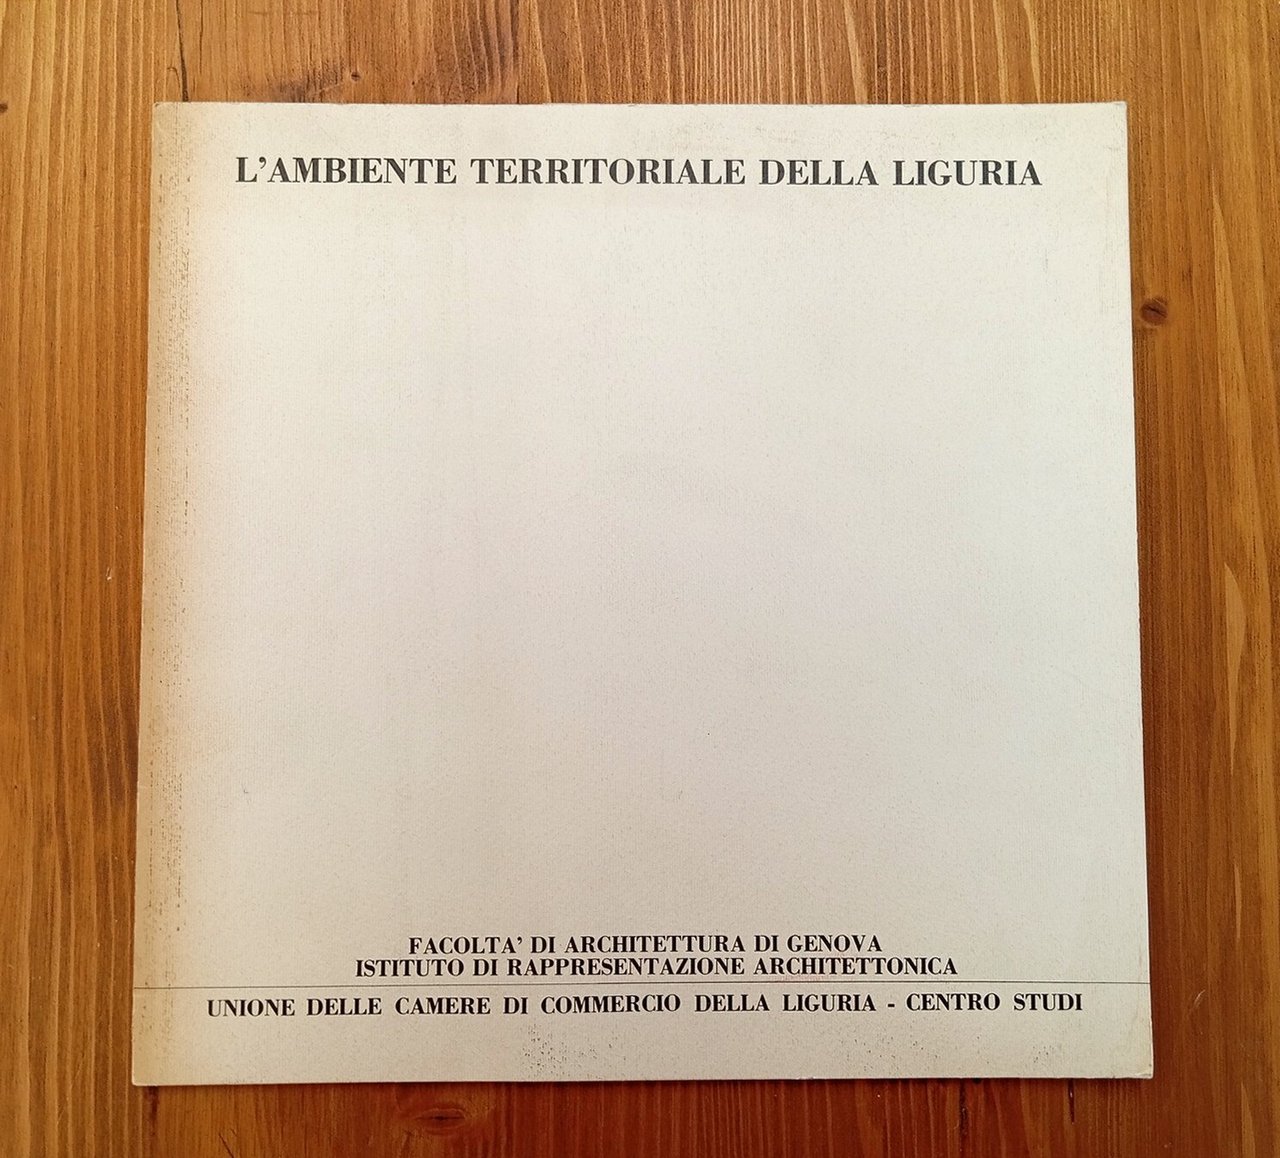 L'AMBIENTE TERRITORIALE DELLA LIGURIA
FACOLTA' DI ARCHITETTURA DI GENOVA
ISTITUTO DI RAPPRESENTAZIONE ARCHITETTONICA
UNIONE DELLE CAMERE DI COMMERCIO DELLA LIGURIA - CENTRO STUDI